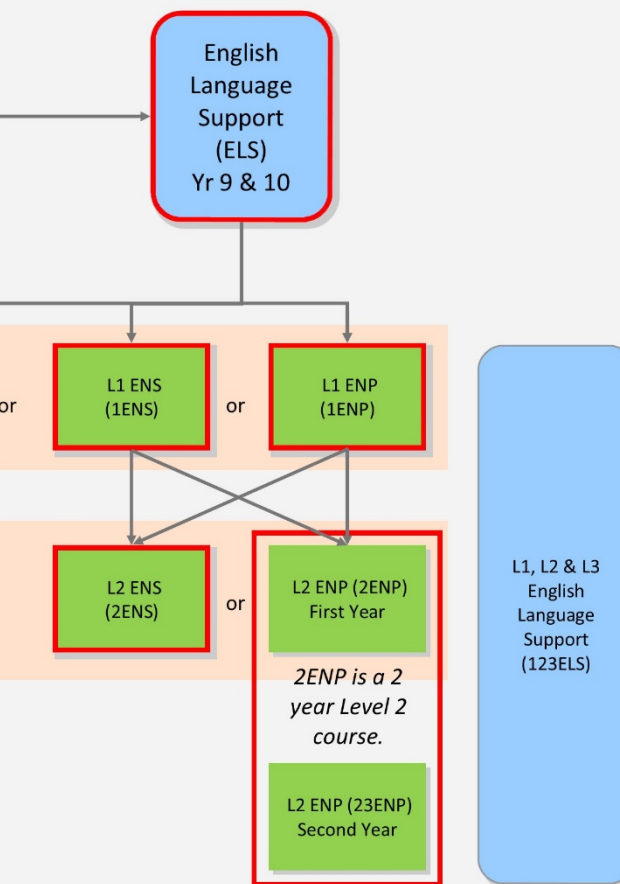 English
Language
Support
(ELS)
Yr 9 & 10
or
L1 ENS
(1ENS)
or
L1 ENP
(1ENP)
L2 ENS
(2ENS)
or
L2 ENP (2ENP)
First Year
2ENP is a 2
year Level 2
course.
L2 ENP (23ENP)
Second Year
L1, L2 & L3
English
Language
Support
(123ELS)